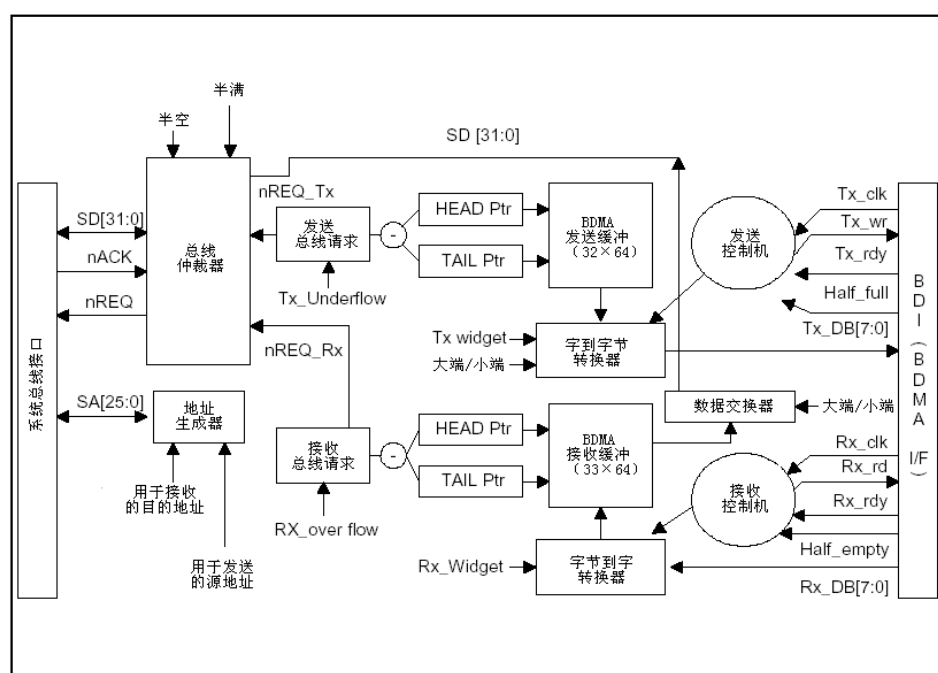 半满
半空
SD [31:0]
nREQ_Tx
HEAD Ptr
BDMA
发送缓冲
(32×64)
Tx_clk
Tx_wr
SD[31:0]
总线
仲裁器
发送
总线请求
-
发送
控制机
nACK
TAIL Ptr
Tx_rdy
Tx_Underflow
Half_full
nREQ
Tx_DB[7:0]
nREQ_Rx
Tx widget
字到字节
转换器
大端/小端
系统总线接口
BDI (BDMA I/F)
SA[25:0]
地址
生成器
数据交换器
大端/小端
HEAD Ptr
BDMA
接收缓冲
(33×64)
Rx_clk
接收
总线请求
-
Rx_rd
TAIL Ptr
接收
控制机
用于接收
的目的地址
Rx_rdy
RX_over flow
Half_empty
用于发送
的源地址
Rx_Widget
字节到字
转换器
Rx_DB[7:0]